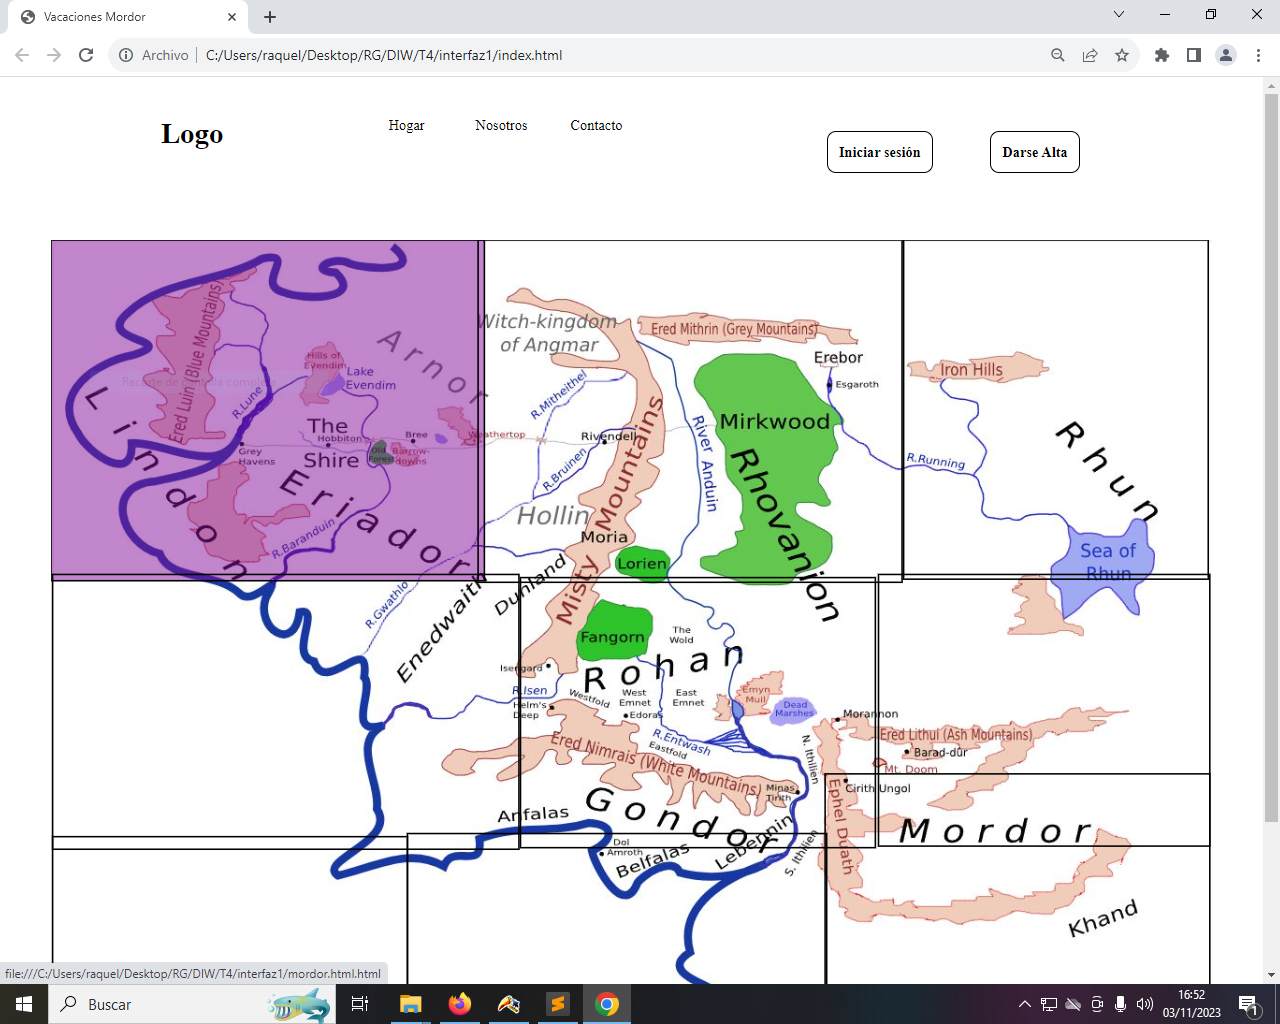 Vacaciones Mordor
Archivo
C:/Users/raquel/Desktop/RG/DIW/T4/interfaz1/index.html
Logo
Hogar
Nosotros
Contacto
Iniciar sesión
Darse Alta
Witch-kingdom
of Angmar
Ered Mithrin (Grey Mountains)
Erebor
Esgaroth
Iron Hills
Arnor
Ered Luin (Blue Mountains)
Hills of
Evendim
Lake
Evendim
R.Lune
Lindon
The
Shire
Hobbiton
Bree
Weathertop
Old
Forest
Barrow-
downs
Grey
Havens
Eriador
R.Baranduin
R.Mitheithel
Rivendell
R.Bruinen
Misty Mountains
River Anduin
Mirkwood
Rhovanion
R.Running
Rhun
Sea of
Rhun
Hollin
Moria
Lorien
Dunland
R.Gwathlo
Enedwaith
Fangorn
The
Wold
Rohan
Isengard
R.Isen
Helm's
Deep
Westfold
West
Emnet
East
Emnet
Edoras
Emyn
Muil
Dead
Marshes
Morannon
R.Entwash
Eastfold
Ered Nimrais (White Mountains)
N. Ithilien
Ered Lithui (Ash Mountains)
Barad-dûr
Mt. Doom
Cirith Ungol
Minas
Tirith
Ephel Duath
Anfalas
Gondor
Mordor
Dol
Amroth
Belfalas
Lebennin
S. Ithilien
Khand
file:///C:/Users/raquel/Desktop/RG/DIW/T4/interfaz1/mordor.html.html
Buscar
16:52
03/11/2023
1